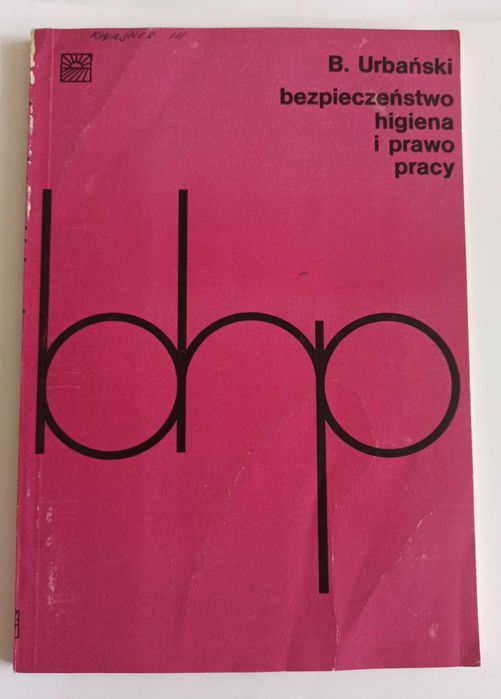 B. Urbański
bezpieczeństwo
higiena
i prawo
pracy
bhp